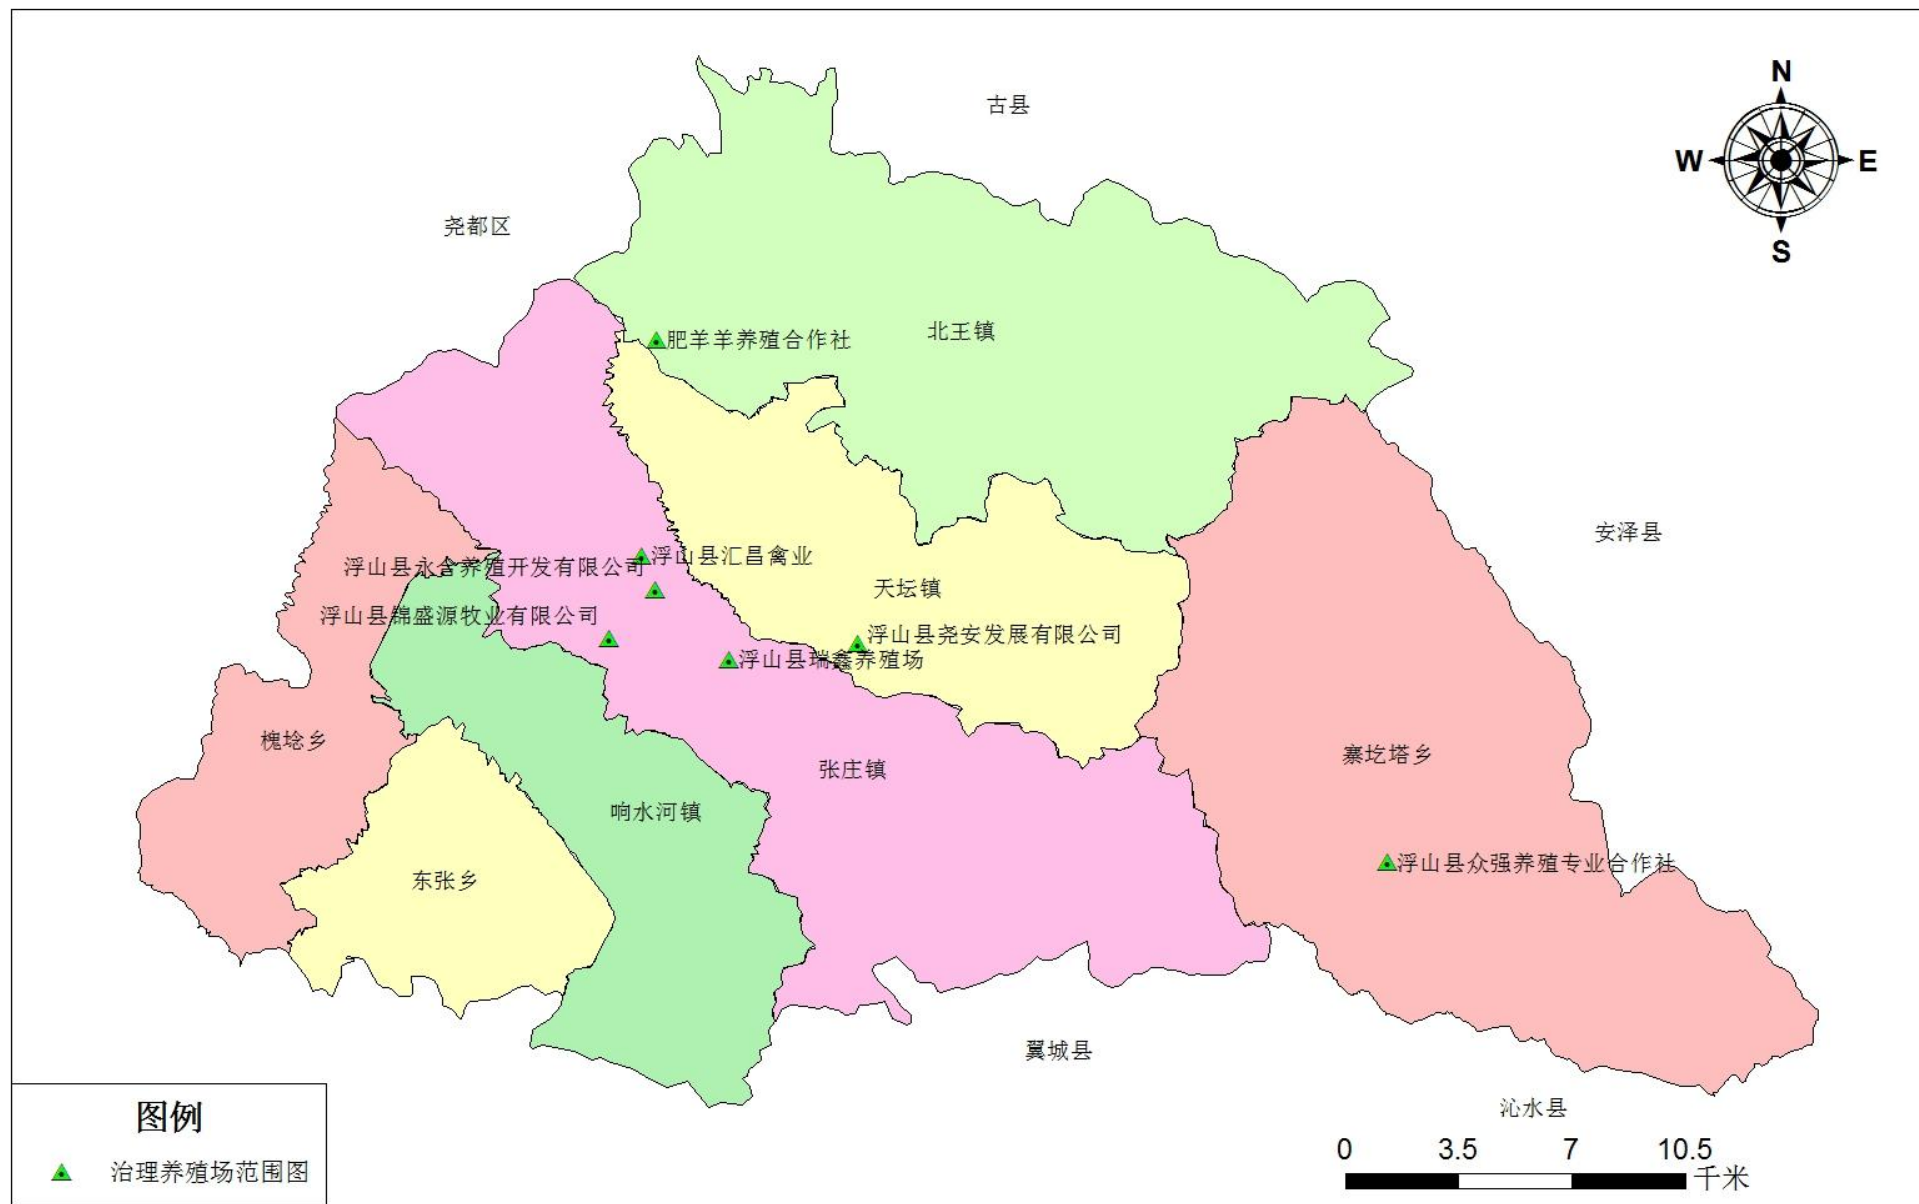 N
古县
W
E
尧都区
S
北王镇
肥羊羊养殖合作社
安泽县
浮山县汇昌禽业
浮山县永含养殖开发有限公司
天坛镇
浮山县锦盛源牧业有限公司
浮山县尧安发展有限公司
浮山县瑞鑫养殖场
槐埝乡
寨圪塔乡
张庄镇
响水河镇
浮山县众强养殖专业合作社
东张乡
翼城县
沁水县
图例
治理养殖场范围图
0 3.5 7 10.5
千米